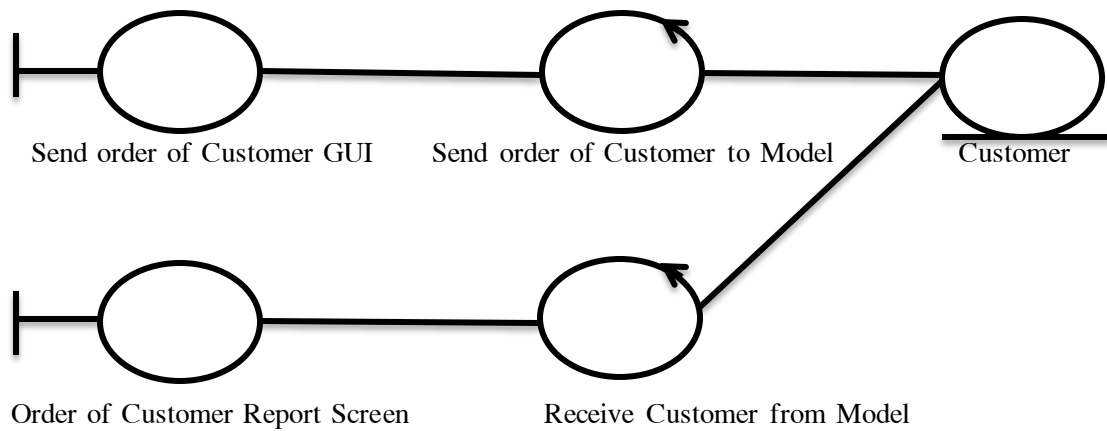 Send order of Customer GUI
Send order of Customer to Model
Customer
Order of Customer Report Screen
Receive Customer from Model